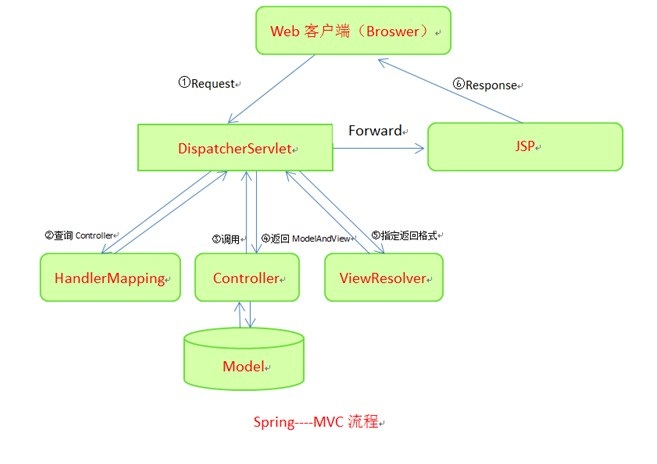 Web 客户端（Broswer）
①Request
⑥Response
Forward
DispatcherServlet
JSP
②查询 Controller
③调用
④返回 ModelAndView
⑤指定返回格式
HandlerMapping
Controller
ViewResolver
Model
Spring----MVC 流程